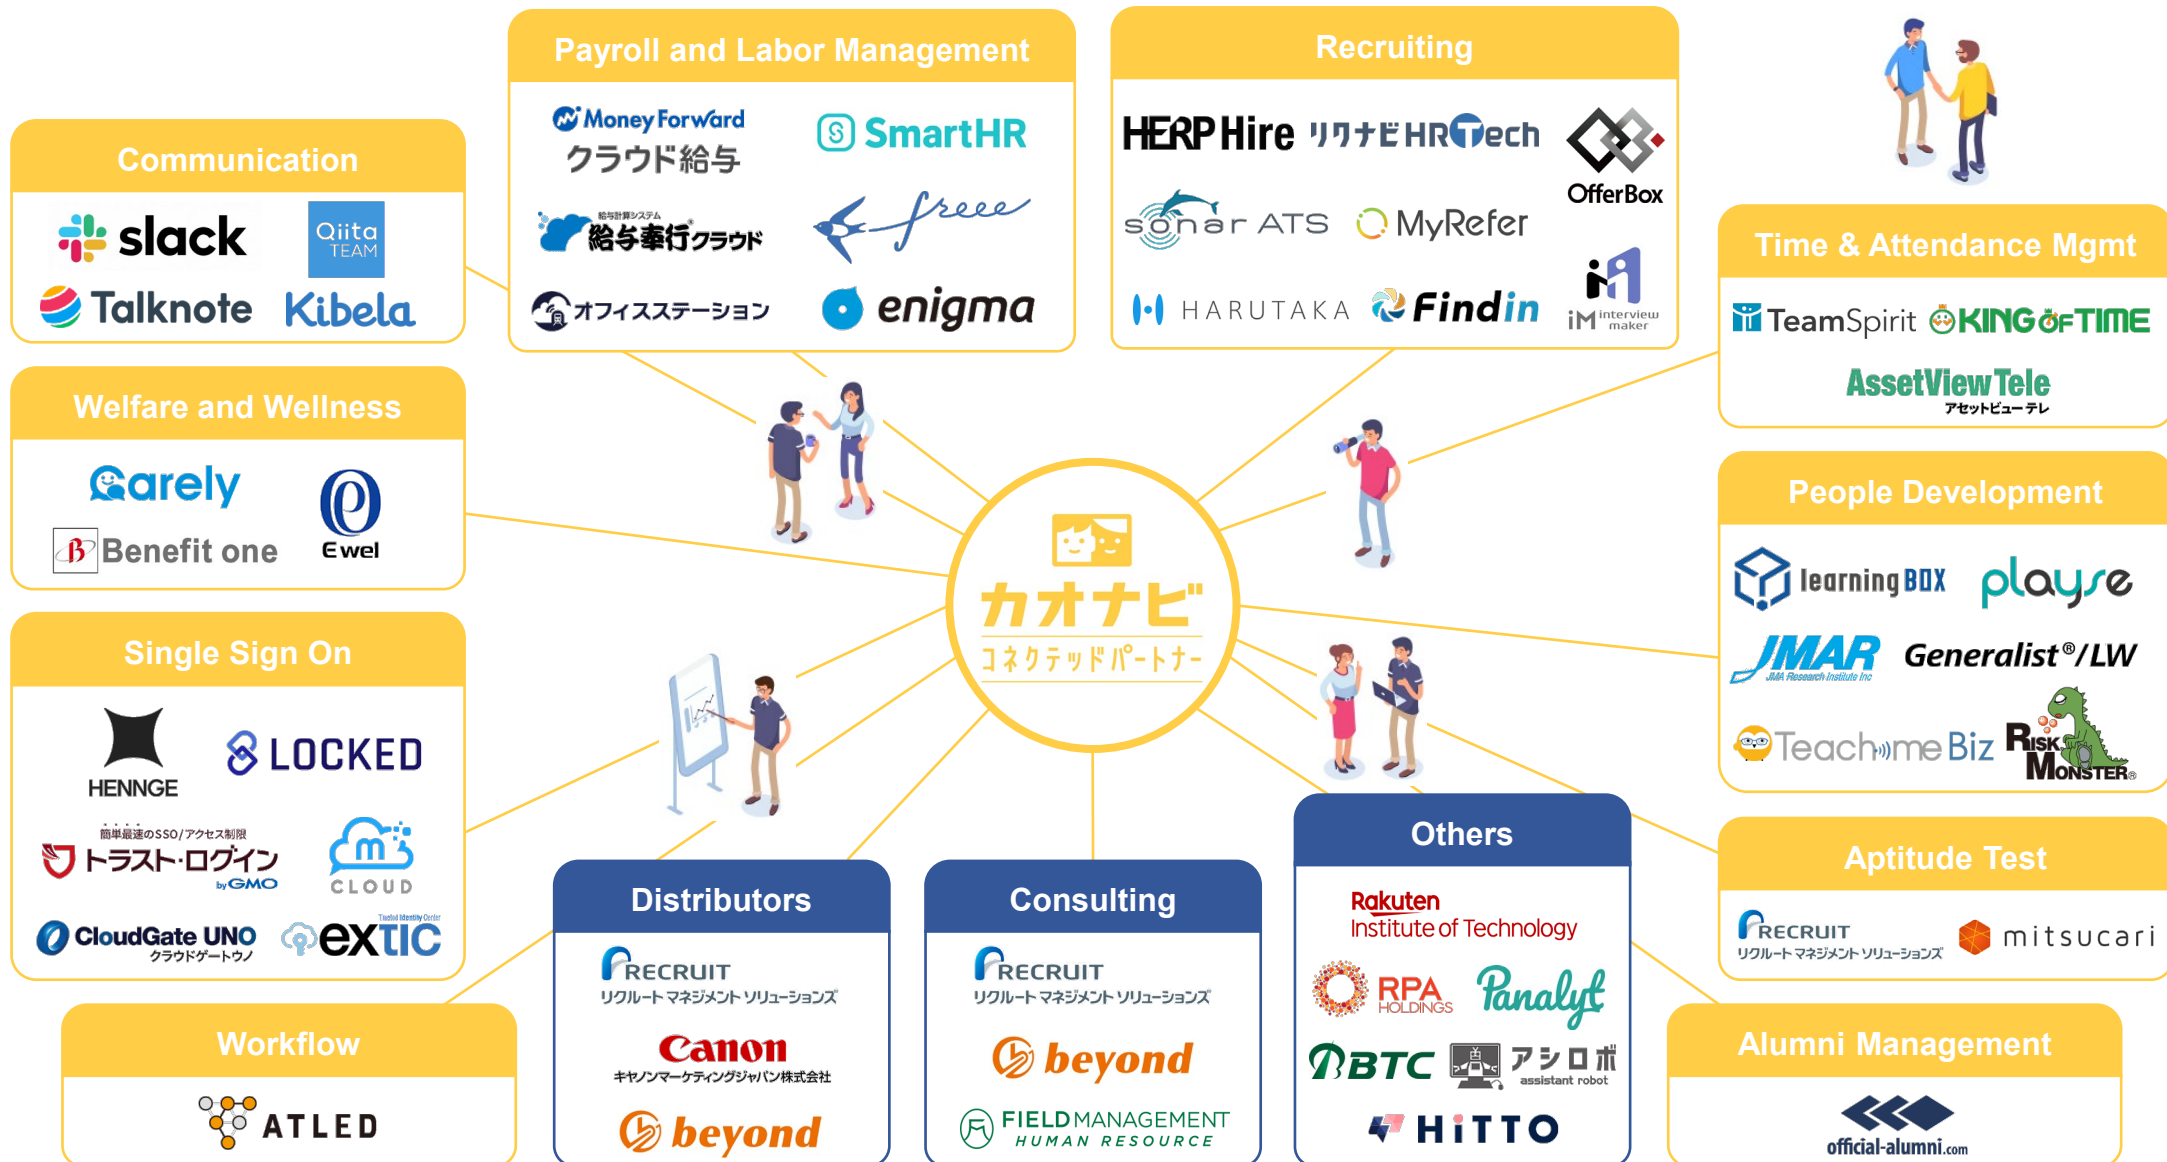 Payroll and Labor Management
Money Forward
クラウド給与
SmartHR
給与計算システム
給与奉行クラウド
freee
オフィスステーション
enigma
Recruiting
HERP Hire
リクナビHRTech
OfferBox
sonar ATS
MyRefer
HARUTAKA
Findin
iM interview
maker
Communication
slack
Qiita
TEAM
Talknote
Kibela
Time & Attendance Mgmt
TeamSpirit
KING OF TIME
AssetView Tele
アセットビュー テレ
Welfare and Wellness
Carely
Benefit one
Ewel
カオナビ
コネクテッドパートナー
People Development
learningBOX
playse
JMAR
JMA Research Institute Inc
Generalist®/LW
Teachme Biz
RISK
MONSTER®
Single Sign On
HENNGE
LOCKED
簡単最速のSSO/アクセス制限
トラスト・ログイン
by GMO
m
CLOUD
CloudGate UNO
クラウドゲートウノ
Trusted Identity Center
exTIC
Workflow
ATLED
Distributors
RECRUIT
リクルート マネジメント ソリューションズ
Canon
キヤノンマーケティングジャパン株式会社
beyond
Consulting
RECRUIT
リクルート マネジメント ソリューションズ
beyond
FIELD MANAGEMENT
HUMAN RESOURCE
Others
Rakuten
Institute of Technology
RPA
HOLDINGS
Panalyt
BTC
アシロボ
assistant robot
HiTTO
Aptitude Test
RECRUIT
リクルート マネジメント ソリューションズ
mitsucari
Alumni Management
official-alumni.com